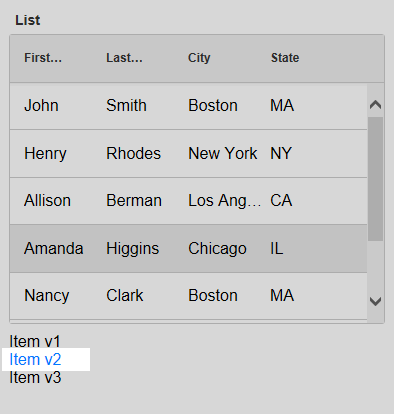 List
First… Last… City State
John Smith Boston MA
Henry Rhodes New York NY
Allison Berman Los Ang… CA
Amanda Higgins Chicago IL
Nancy Clark Boston MA
Item v1
Item v2
Item v3